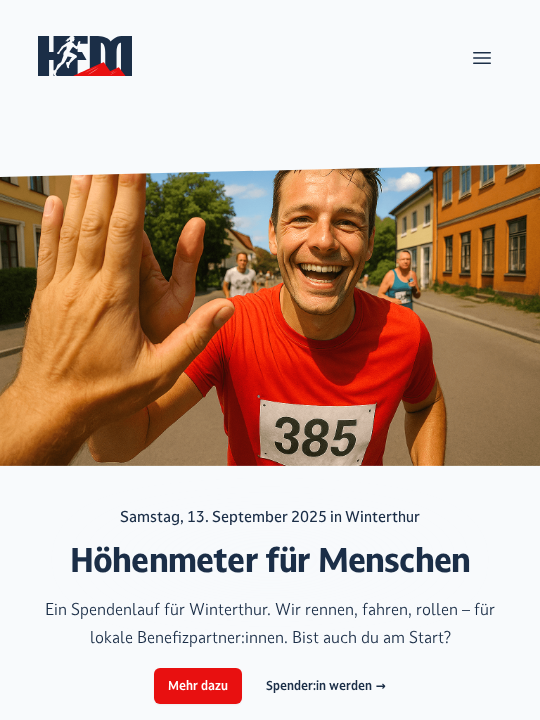 HFM
385
Samstag, 13. September 2025 in Winterthur
Höhenmeter für Menschen
Ein Spendenlauf für Winterthur. Wir rennen, fahren, rollen – für
lokale Benefizpartner:innen. Bist auch du am Start?
Mehr dazu
Spender:in werden →